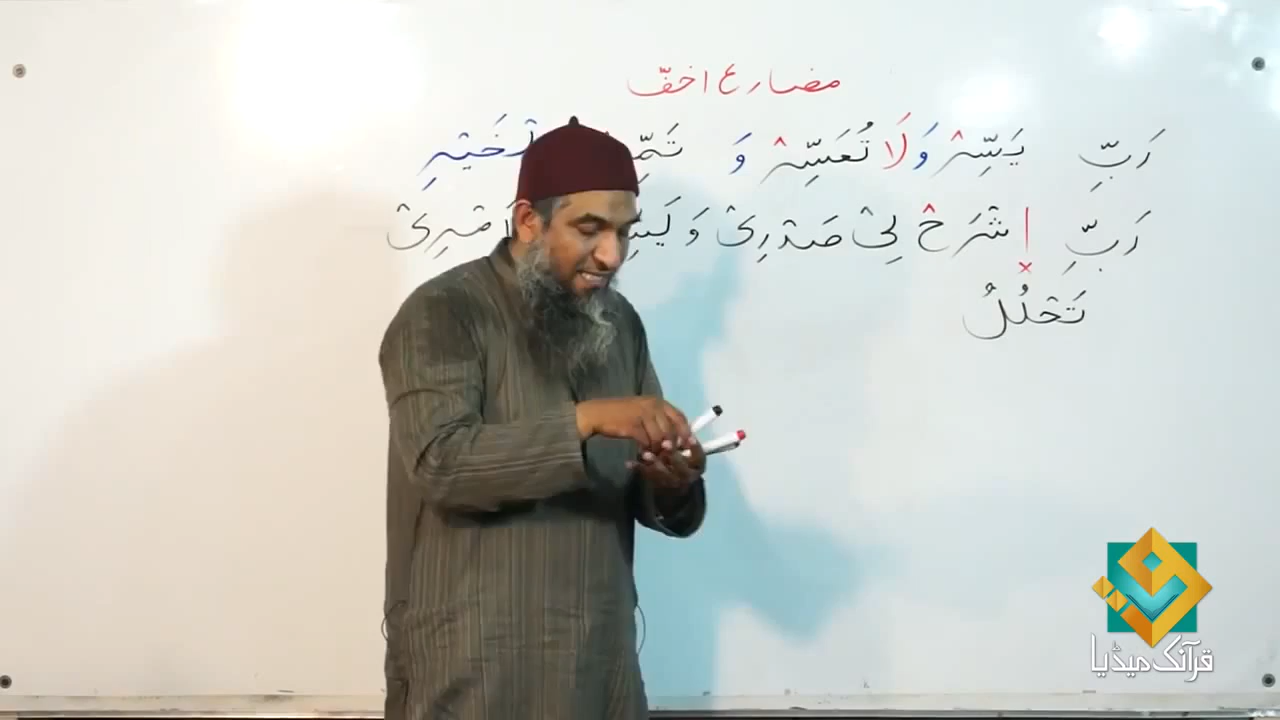 مضارع اخفّ
رَبِّ يَسِّرْ وَلَا تُعَسِّرْ وَ تَمِّ خَيْرِ
رَبِّ اشْرَحْ لِيْ صَدْرِيْ وَ يَسِّ اَمْرِيْ
×
تَحْلُلُ
قرآنک میڈیا